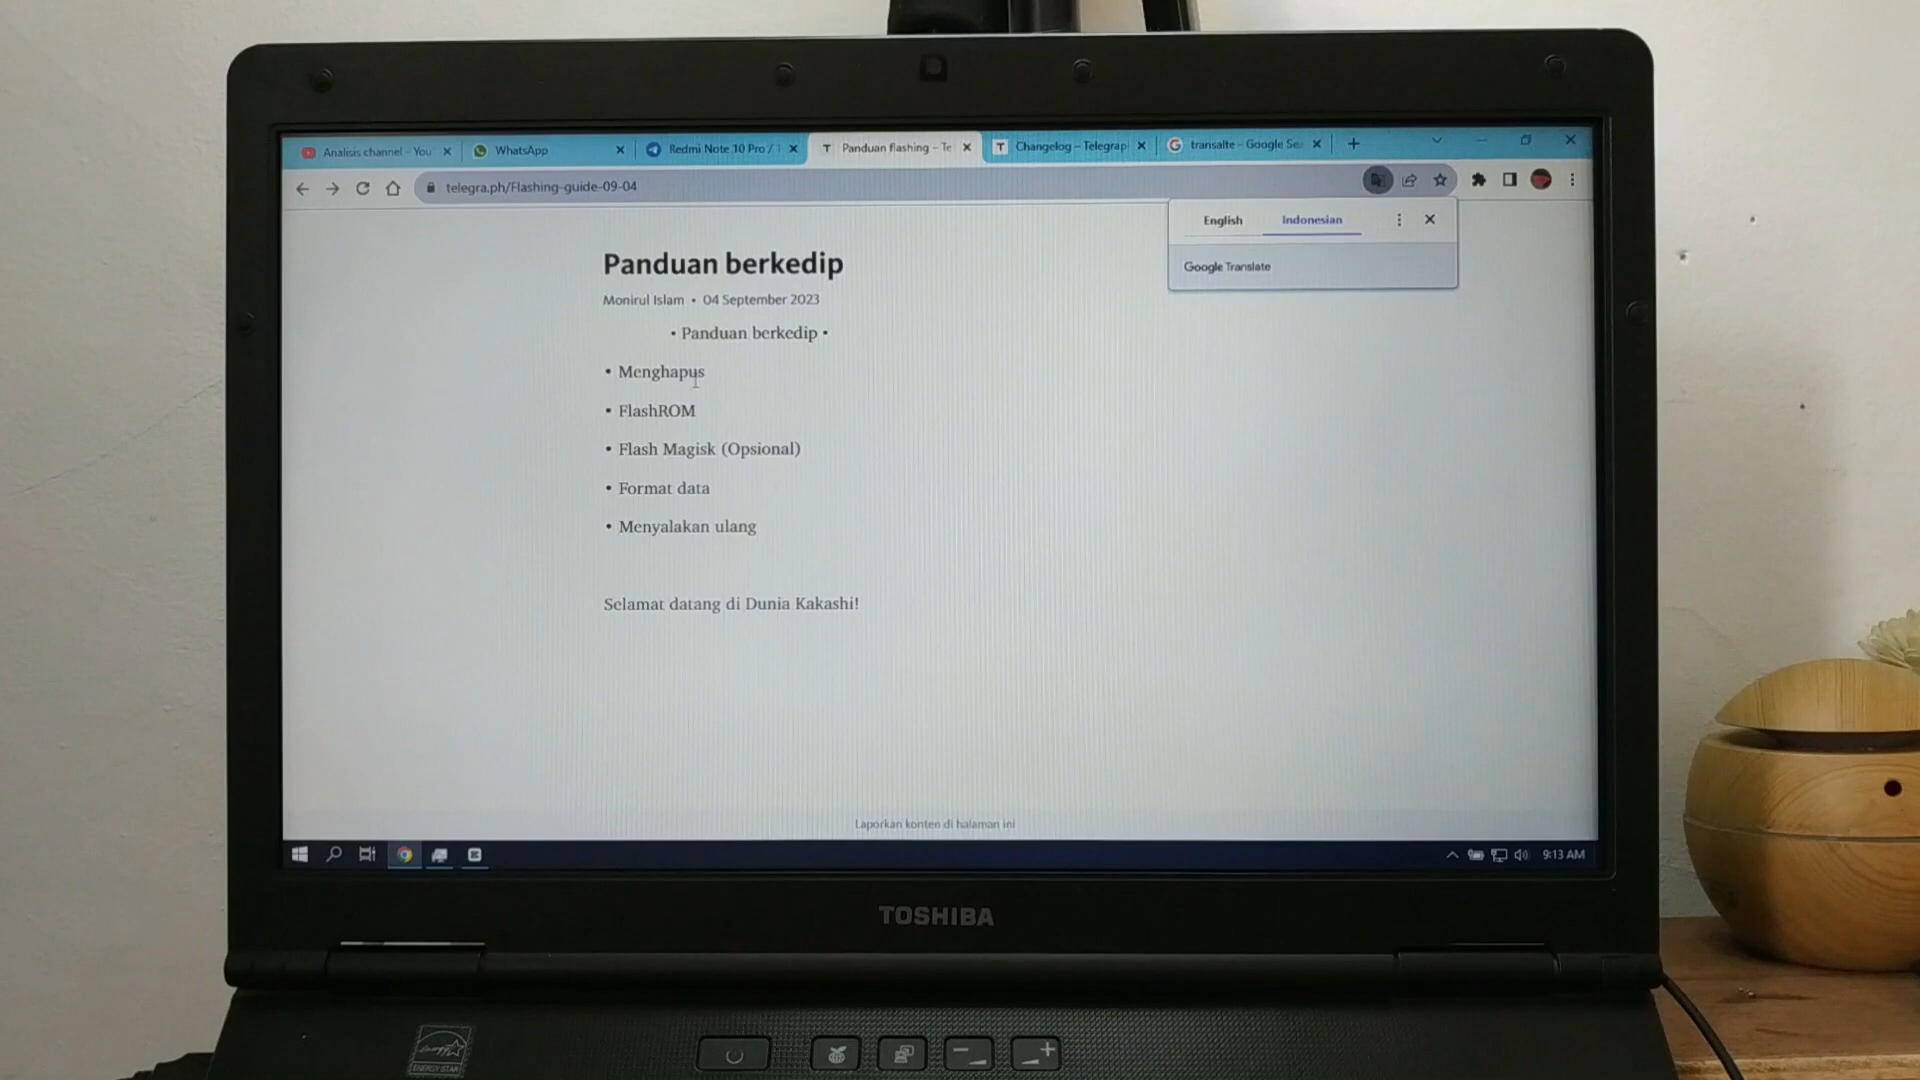 Analisis channel - You
WhatsApp
Redmi Note 10 Pro /
Panduan flashing – Te
Changelog – Telegrap
transalte - Google Sea
telegra.ph/Flashing-guide-09-04
English
Indonesian
Google Translate
Panduan berkedip
Monirul Islam • 04 September 2023
• Panduan berkedip •
• Menghapus
• FlashROM
• Flash Magisk (Opsional)
• Format data
• Menyalakan ulang
Selamat datang di Dunia Kakashi!
Laporkan konten di halaman ini
9:13 AM
TOSHIBA
ENERGY STAR